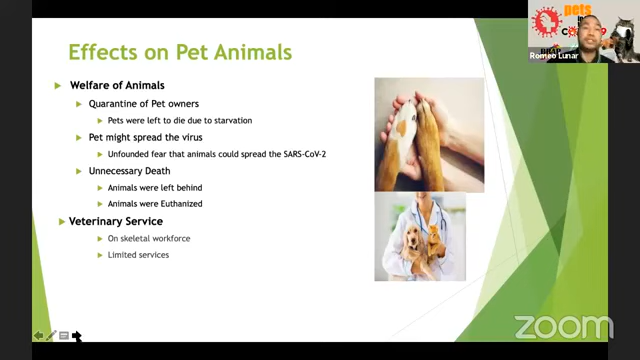 Effects on Pet Animals
Welfare of Animals
Quarantine of Pet owners
Pets were left to die due to starvation
Pet might spread the virus
Unfounded fear that animals could spread the SARS-CoV-2
Unnecessary Death
Animals were left behind
Animals were Euthanized
Veterinary Service
On skeletal workforce
Limited services
pets
Romeo Lunar
zoom